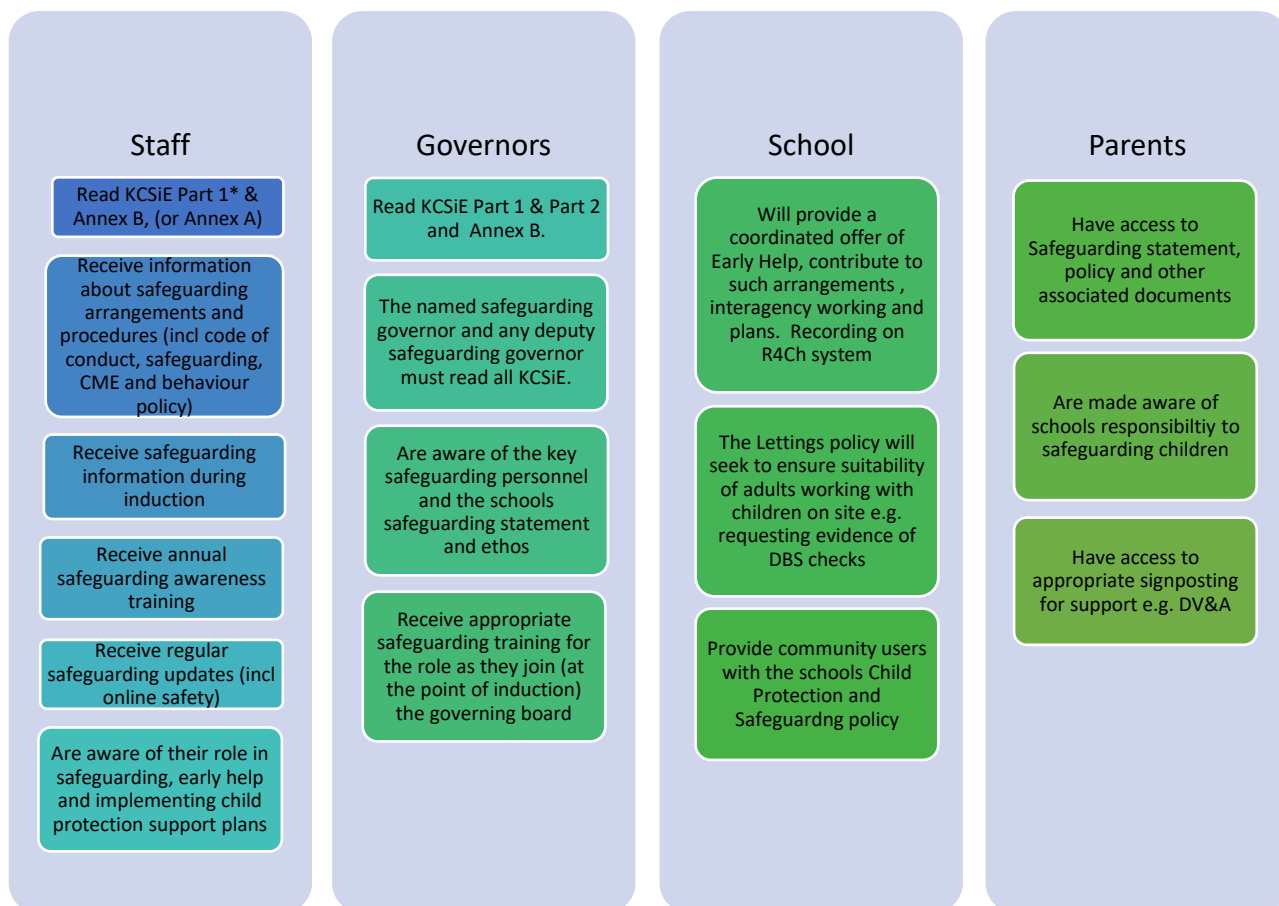 Staff
Read KCSiE Part 1* &
Annex B, (or Annex A)
Receive information
about safeguarding
arrangements and
procedures (incl code of
conduct, safeguarding,
CME and behaviour
policy)
Receive safeguarding
information during
induction
Receive annual
safeguarding awareness
training
Receive regular
safeguarding updates (incl
online safety)
Are aware of their role in
safeguarding, early help
and implementing child
protection support plans
Governors
Read KCSiE Part 1 & Part 2
and Annex B.
The named safeguarding
governor and any deputy
safeguarding governor
must read all KCSiE.
Are aware of the key
safeguarding personnel
and the schools
safeguarding statement
and ethos
Receive appropriate
safeguarding training for
the role as they join (at
the point of induction)
the governing board
School
Will provide a
coordinated offer of
Early Help, contribute to
such arrangements ,
interagency working and
plans. Recording on
R4Ch system
The Lettings policy will
seek to ensure suitability
of adults working with
children on site e.g.
requesting evidence of
DBS checks
Provide community users
with the schools Child
Protection and
Safeguardng policy
Parents
Have access to
Safeguarding statement,
policy and other
associated documents
Are made aware of
schools responsibiltiy to
safeguarding children
Have access to
appropriate signposting
for support e.g. DV&A